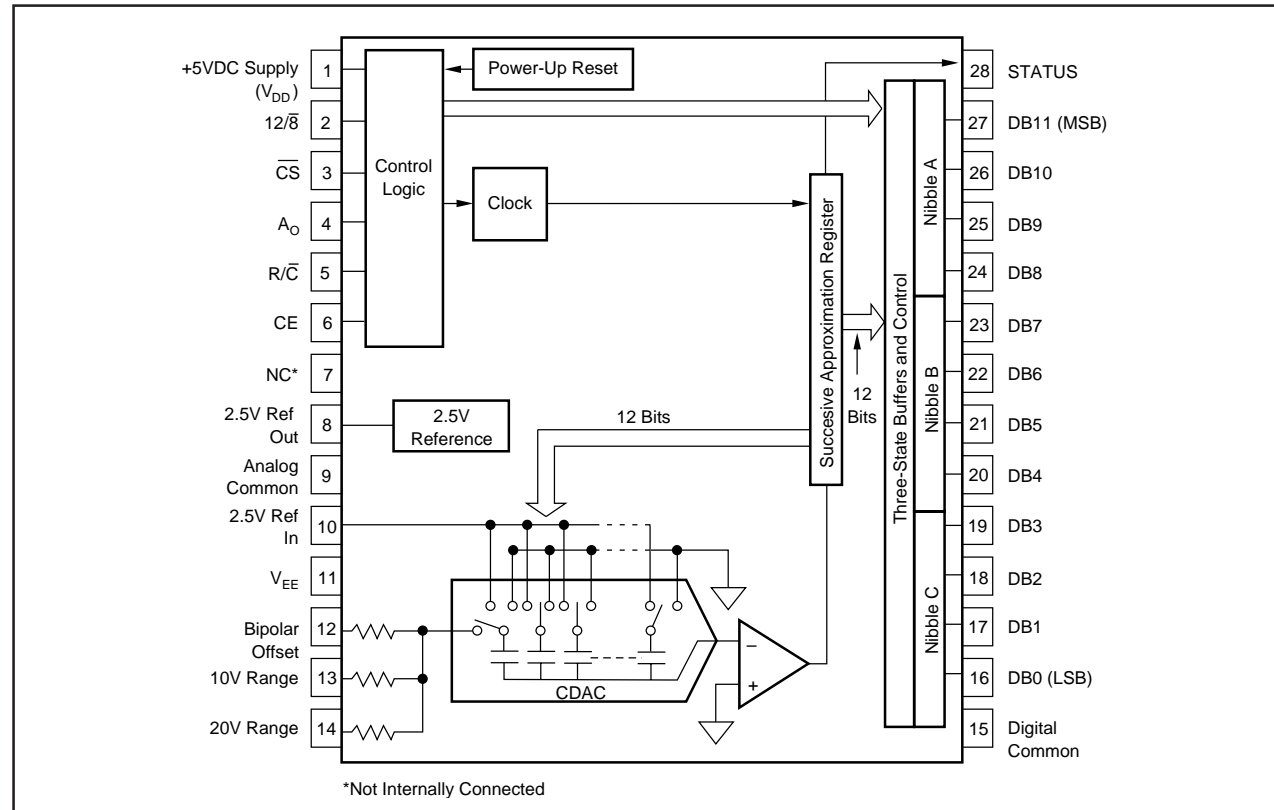 +5VDC Supply
(VDD)
1
12/8̅
2
C̅S̅
3
AO
4
R/C̅
5
CE
6
NC*
7
2.5V Ref
Out
8
Analog
Common
9
2.5V Ref
In
10
VEE
11
Bipolar
Offset
12
10V Range
13
20V Range
14
Control
Logic
Power-Up Reset
Clock
2.5V
Reference
12 Bits
CDAC
–
+
Succesive Approximation Register
12
Bits
Three-State Buffers and Control
Nibble A
Nibble B
Nibble C
28
STATUS
27
DB11 (MSB)
26
DB10
25
DB9
24
DB8
23
DB7
22
DB6
21
DB5
20
DB4
19
DB3
18
DB2
17
DB1
16
DB0 (LSB)
15
Digital
Common
*Not Internally Connected